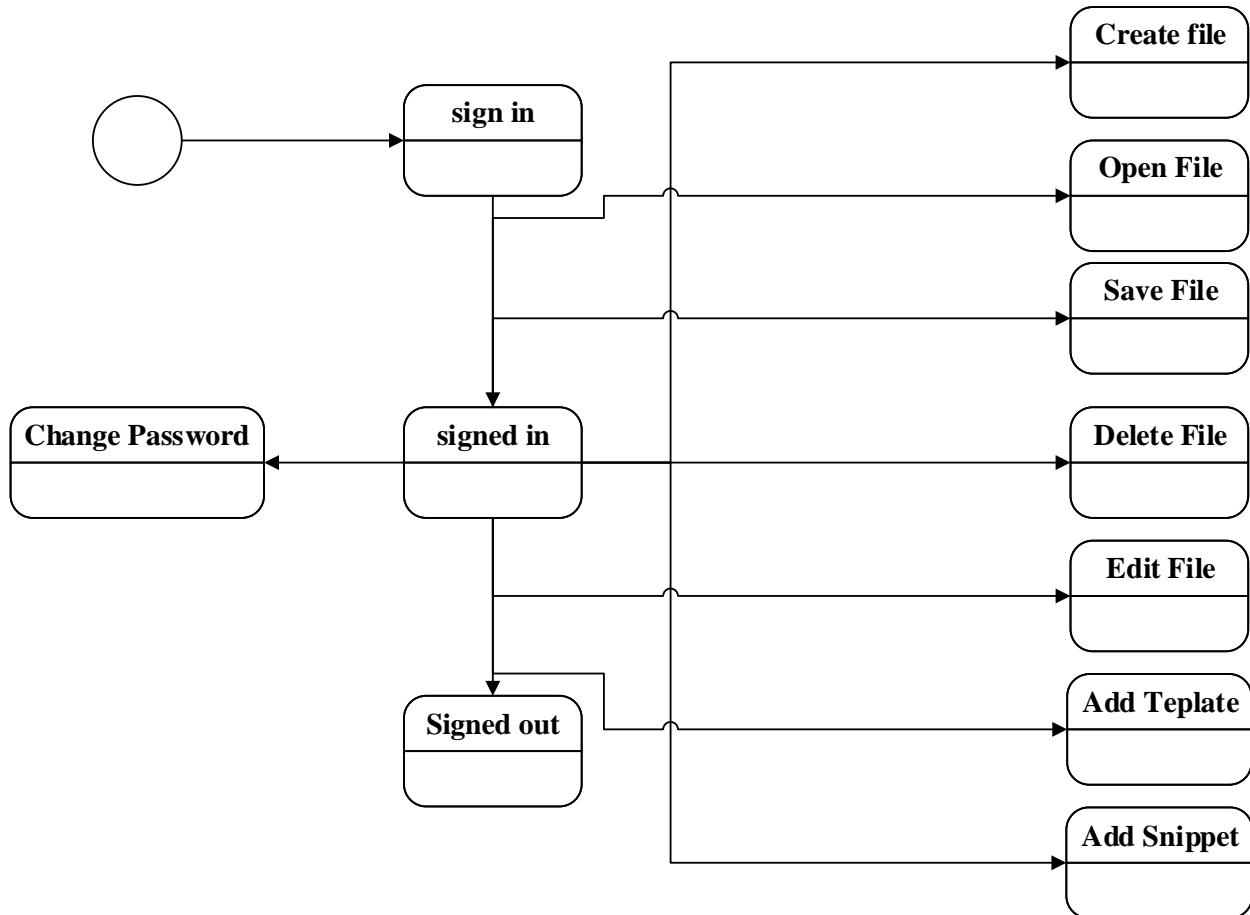 Create file
sign in
Open File
Save File
Change Password
signed in
Delete File
Edit File
Add Teplate
Signed out
Add Snippet